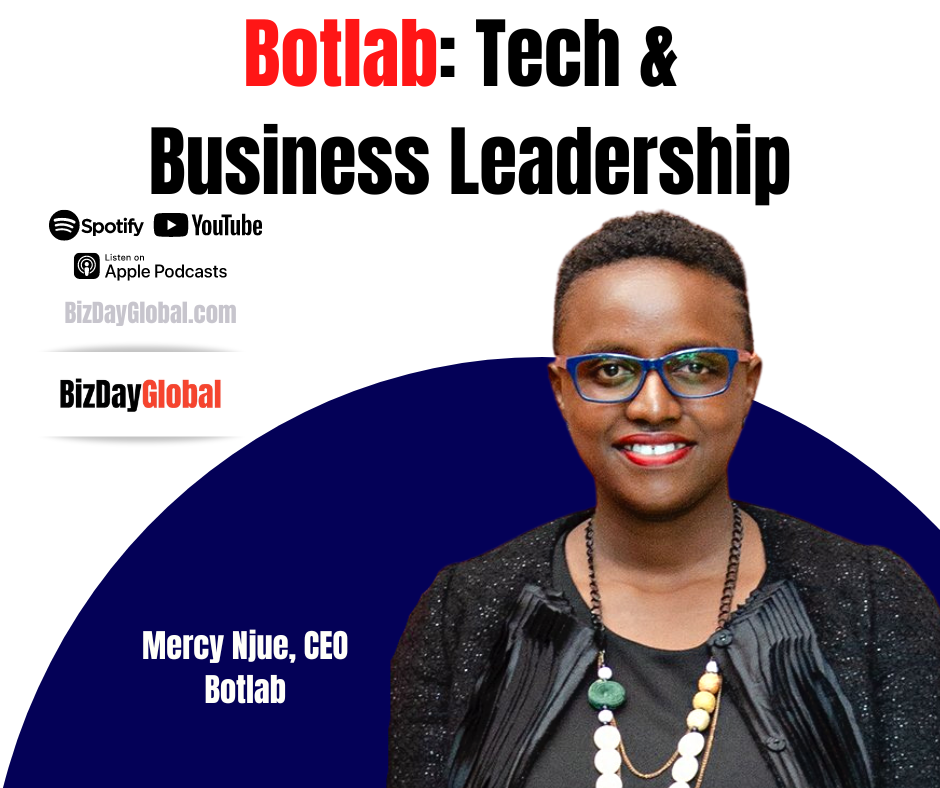 Botlab: Tech &
Business Leadership
Spotify YouTube
Listen on
Apple Podcasts
BizDayGlobal.com
BizDayGlobal
Mercy Njue, CEO
Botlab